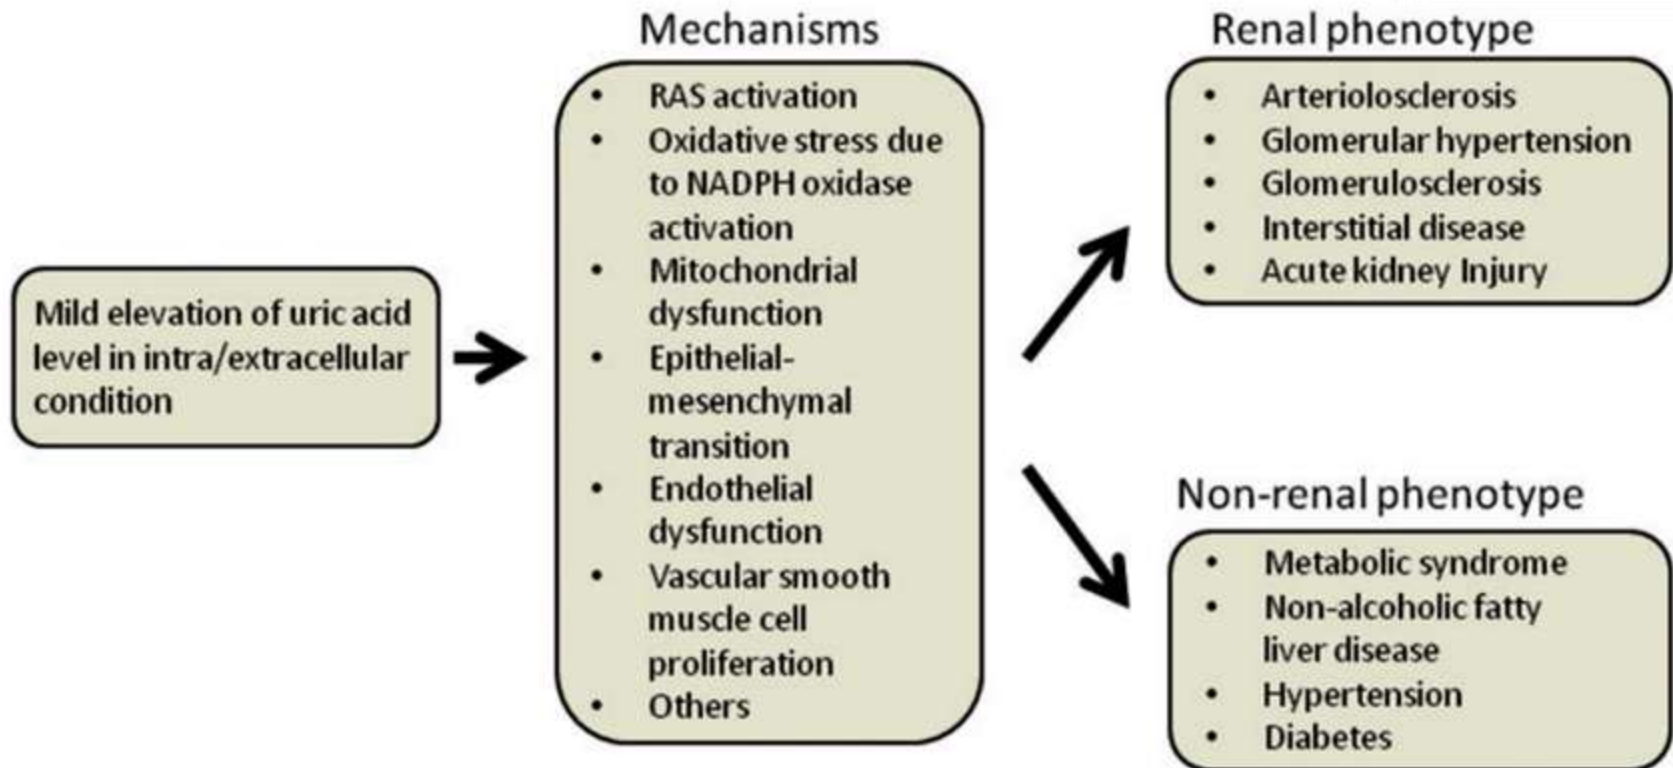 Mild elevation of uric acid
level in intra/extracellular
condition
Mechanisms
• RAS activation
• Oxidative stress due
to NADPH oxidase
activation
• Mitochondrial
dysfunction
• Epithelial-
mesenchymal
transition
• Endothelial
dysfunction
• Vascular smooth
muscle cell
proliferation
• Others
Renal phenotype
• Arteriolosclerosis
• Glomerular hypertension
• Glomerulosclerosis
• Interstitial disease
• Acute kidney Injury
Non-renal phenotype
• Metabolic syndrome
• Non-alcoholic fatty
liver disease
• Hypertension
• Diabetes